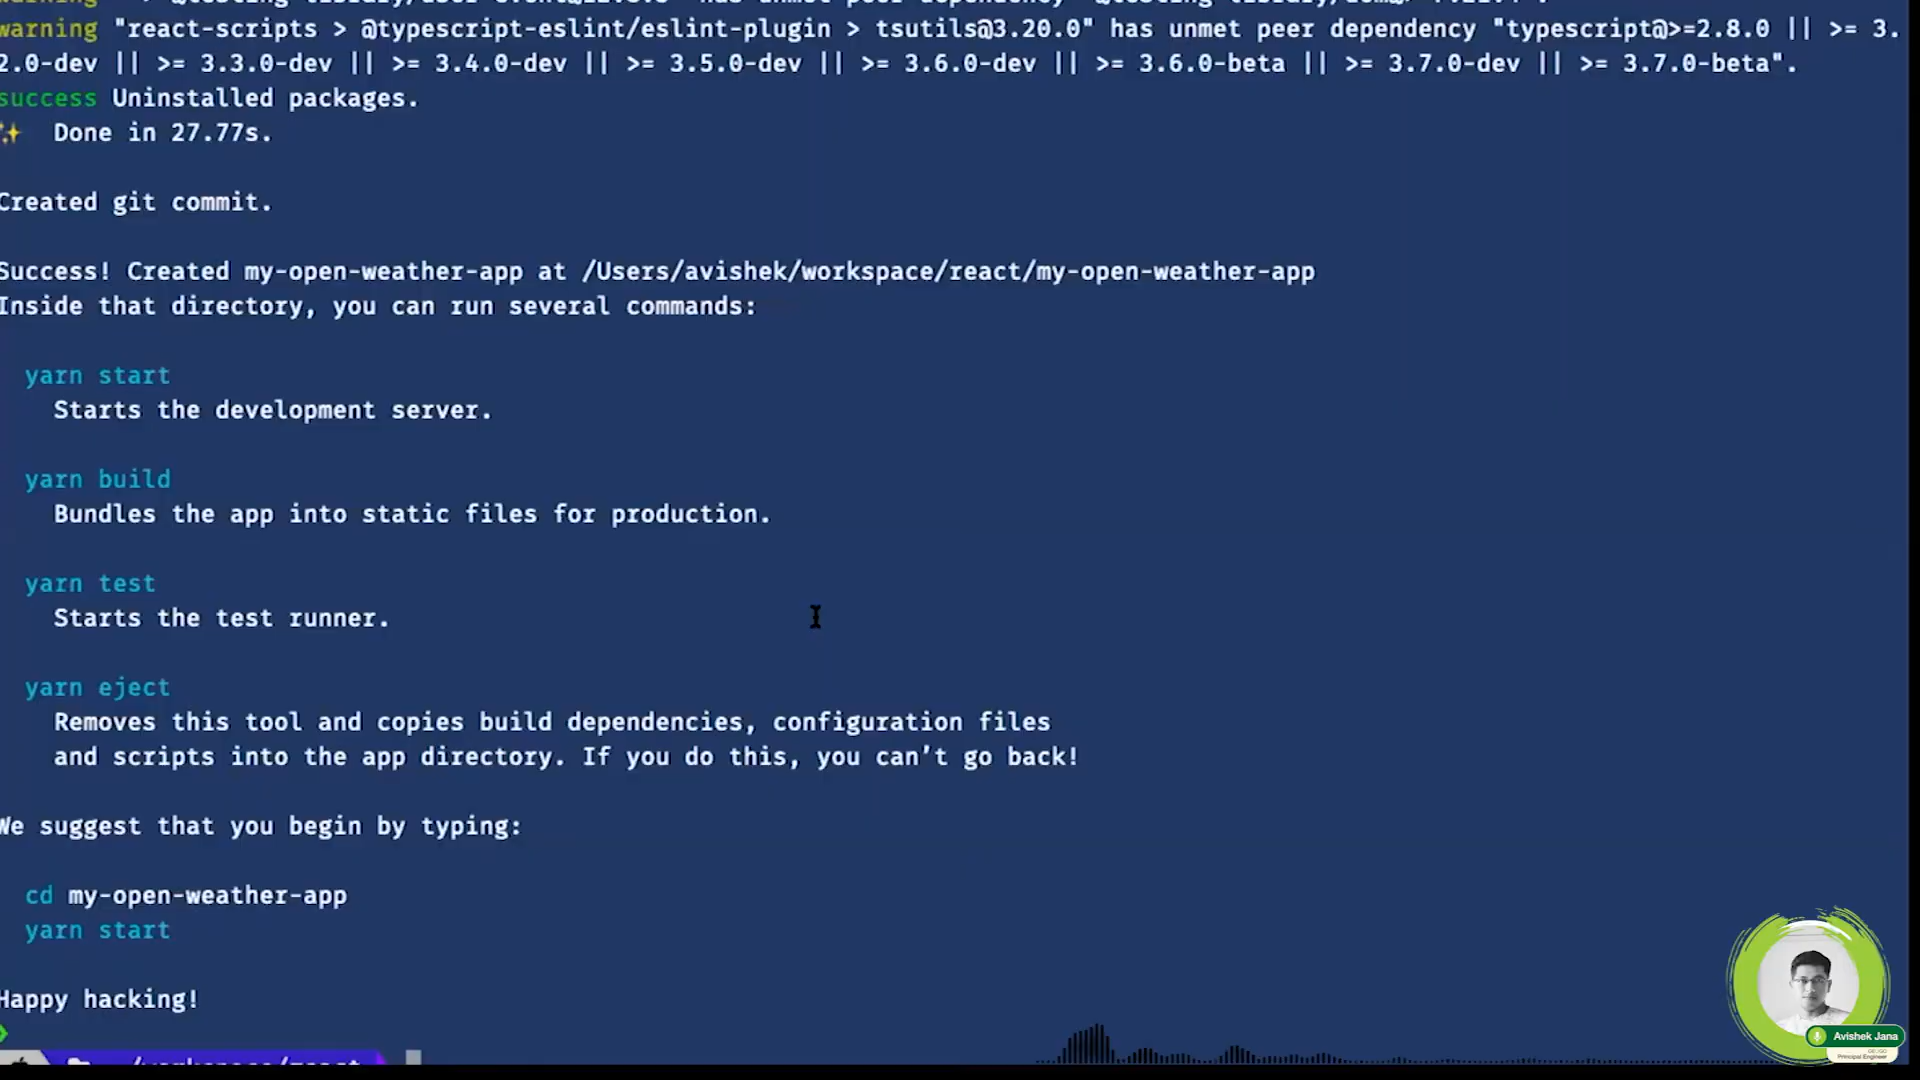 warning "react-scripts > @typescript-eslint/eslint-plugin > tsutils@3.20.0" has unmet peer dependency "typescript@>=2.8.0 || >= 3.
2.0-dev || >= 3.3.0-dev || >= 3.4.0-dev || >= 3.5.0-dev || >= 3.6.0-dev || >= 3.6.0-beta || >= 3.7.0-dev || >= 3.7.0-beta".
success Uninstalled packages.
✨ Done in 27.77s.
Created git commit.
Success! Created my-open-weather-app at /Users/avishek/workspace/react/my-open-weather-app
Inside that directory, you can run several commands:
yarn start
Starts the development server.
yarn build
Bundles the app into static files for production.
yarn test
Starts the test runner.
yarn eject
Removes this tool and copies build dependencies, configuration files
and scripts into the app directory. If you do this, you can’t go back!
We suggest that you begin by typing:
cd my-open-weather-app
yarn start
Happy hacking!
Avishek Jana
Principal Engineer